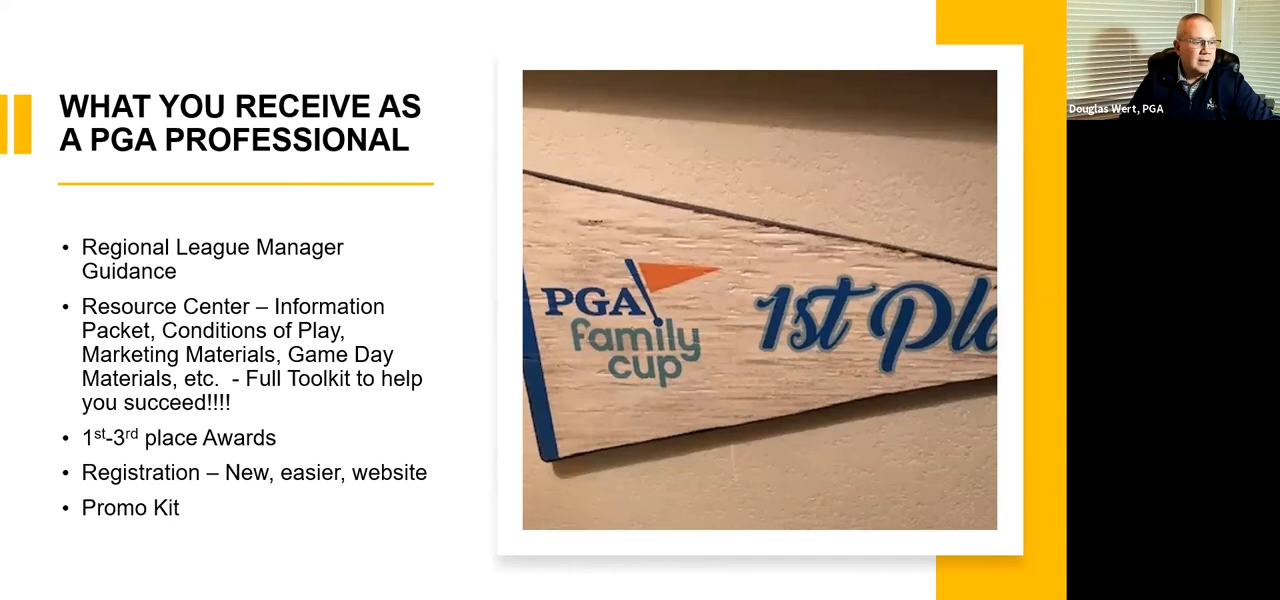 WHAT YOU RECEIVE AS
A PGA PROFESSIONAL
• Regional League Manager
Guidance
• Resource Center – Information
Packet, Conditions of Play,
Marketing Materials, Game Day
Materials, etc.  - Full Toolkit to help
you succeed!!!!
• 1st-3rd place Awards
• Registration – New, easier, website
• Promo Kit
PGA
family
cup
1st Pla
Douglas Wert, PGA